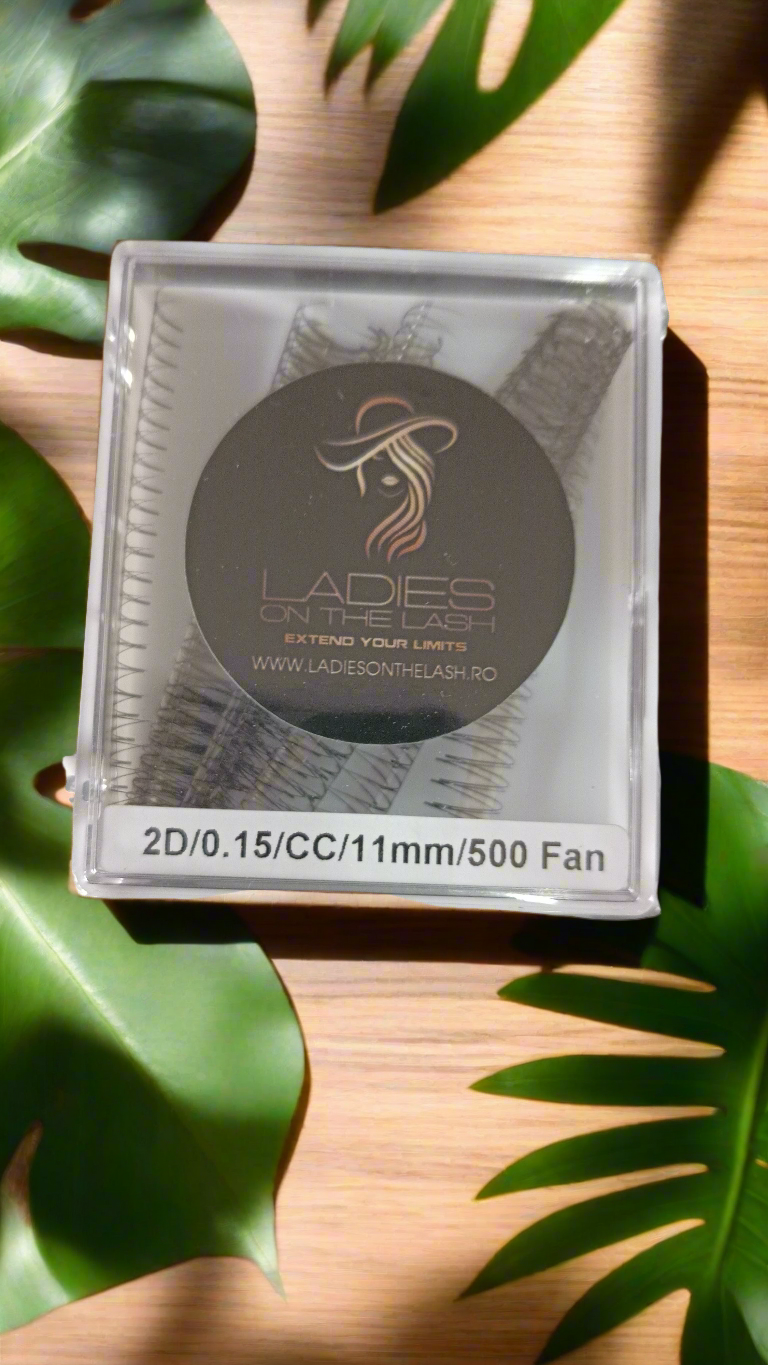 LADIES
ON THE LASH
EXTEND YOUR LIMITS
WWW.LADIESONTHELASH.RO
2D/0.15/CC/11mm/500 Fan